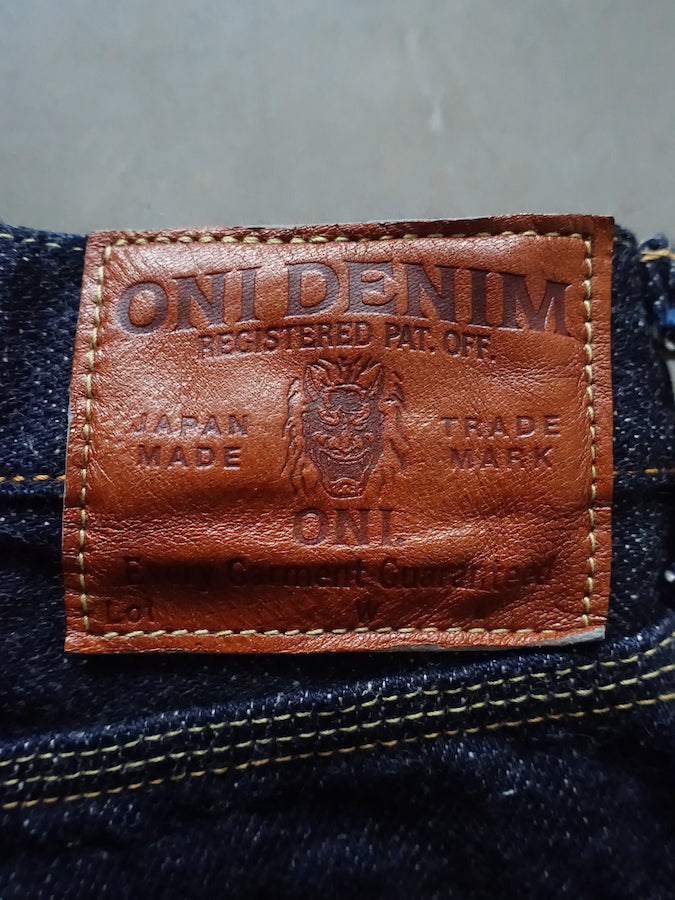 ONI DENIM
REGISTERED PAT. OFF.
JAPAN MADE
TRADE MARK
ONI.
Every Garment Guaranteed
Lot W